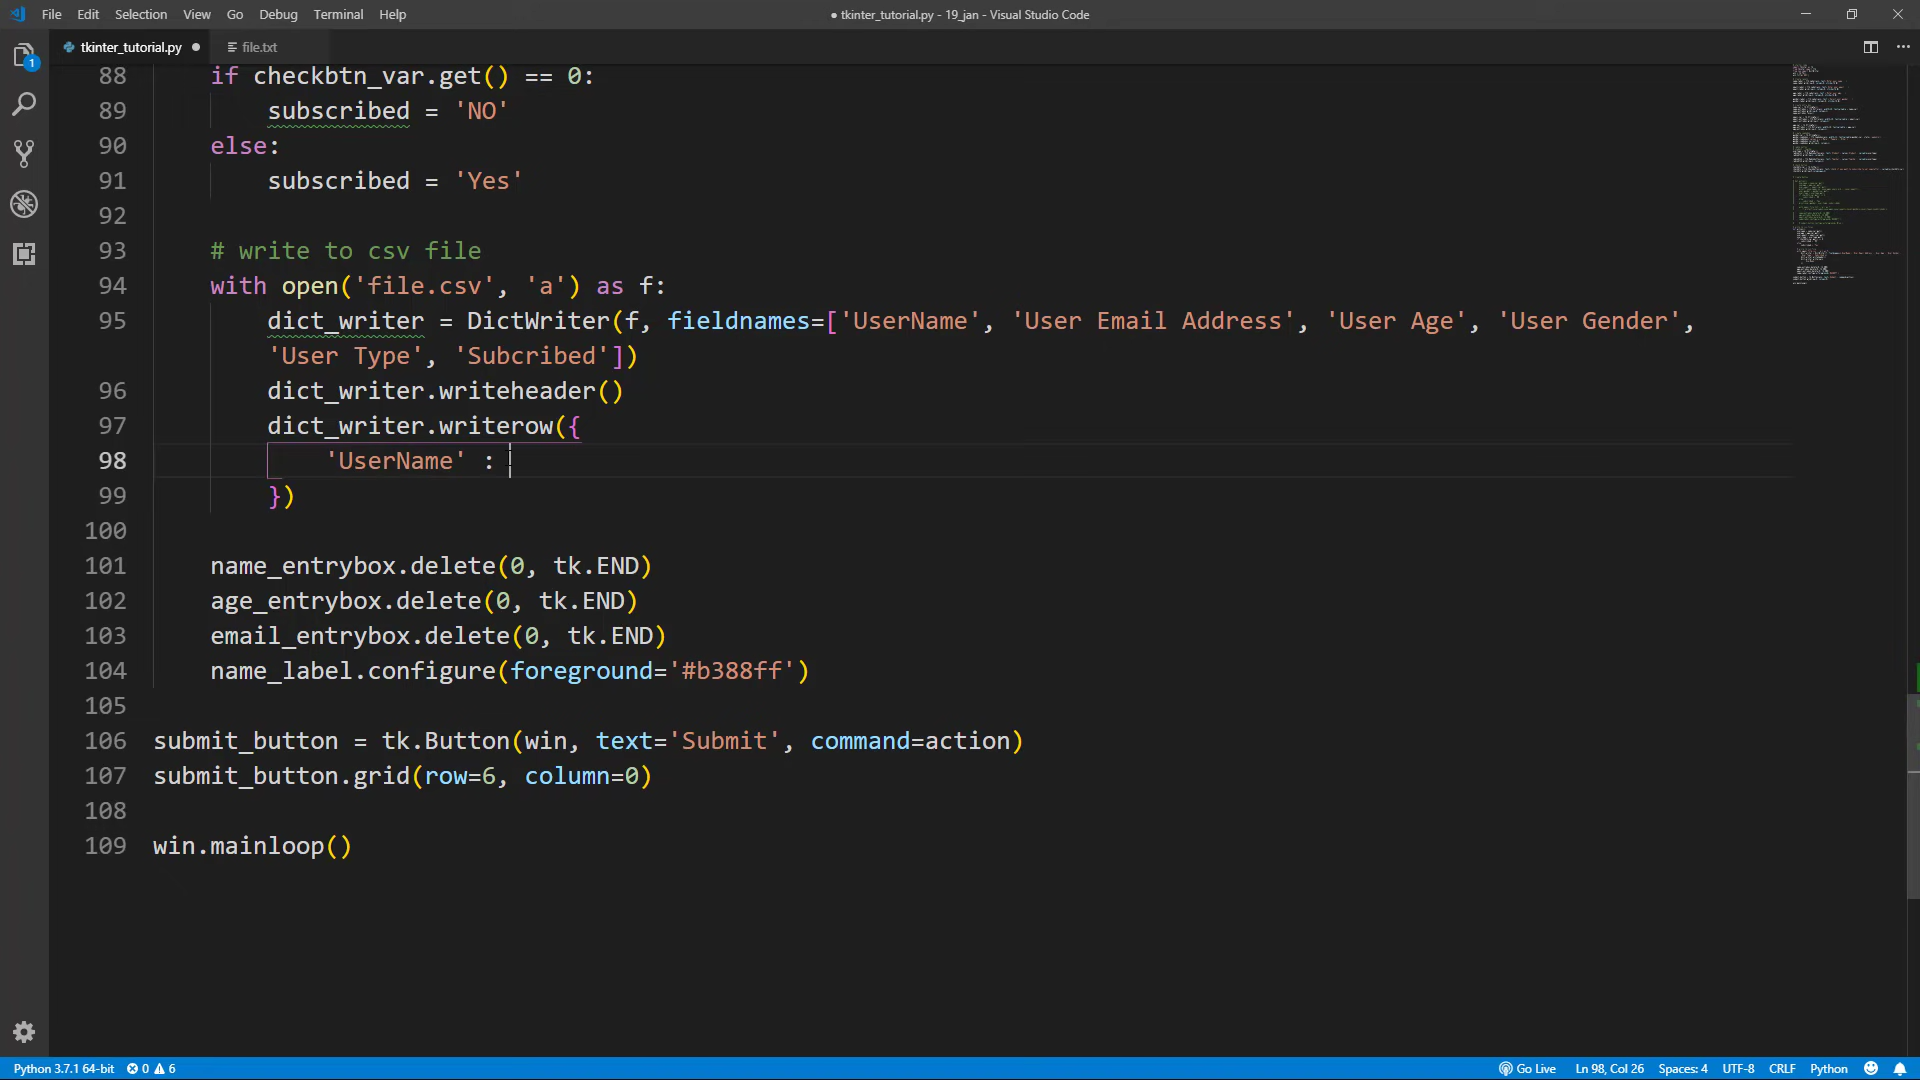 File Edit Selection View Go Debug Terminal Help
● tkinter_tutorial.py - 19_jan - Visual Studio Code
tkinter_tutorial.py ●
file.txt
1
88 if checkbtn_var.get() == 0:
89 subscribed = 'NO'
90 else:
91 subscribed = 'Yes'
92
93 # write to csv file
94 with open('file.csv', 'a') as f:
95 dict_writer = DictWriter(f, fieldnames=['UserName', 'User Email Address', 'User Age', 'User Gender',
'User Type', 'Subcribed'])
96 dict_writer.writeheader()
97 dict_writer.writerow({
98 'UserName' :
99 })
100
101 name_entrybox.delete(0, tk.END)
102 age_entrybox.delete(0, tk.END)
103 email_entrybox.delete(0, tk.END)
104 name_label.configure(foreground='#b388ff')
105
106 submit_button = tk.Button(win, text='Submit', command=action)
107 submit_button.grid(row=6, column=0)
108
109 win.mainloop()
Python 3.7.1 64-bit 0 6 Go Live Ln 98, Col 26 Spaces: 4 UTF-8 CRLF Python